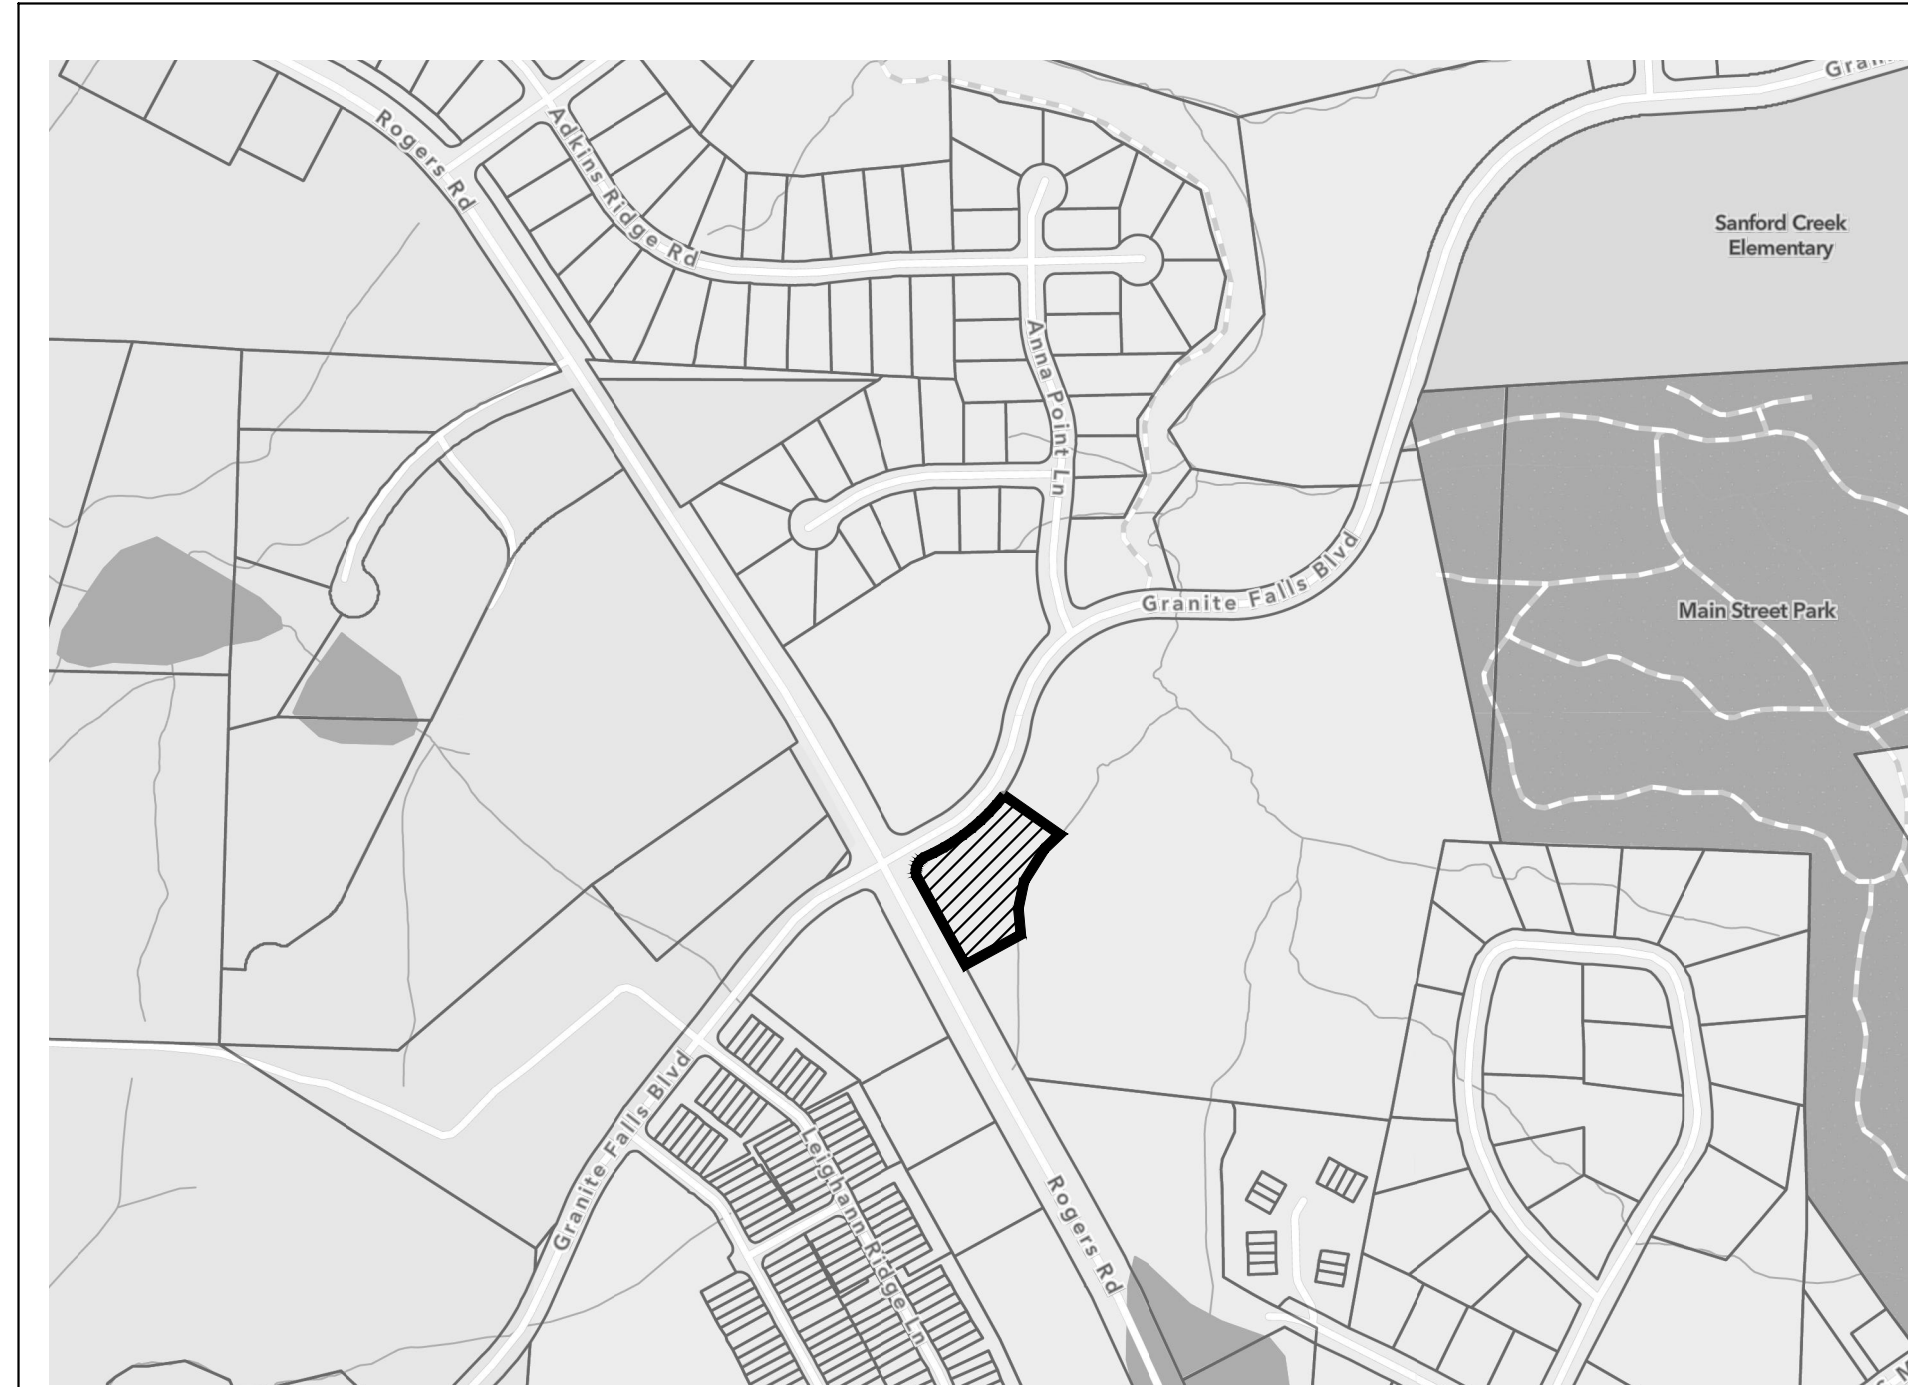 Gran
Rogers Rd
Adkins Ridge Rd
Sanford Creek
Elementary
Anna Point Ln
Granite Falls Blvd
Main Street Park
Granite Falls Blvd
Leighann Ridge Ln
Rogers Rd